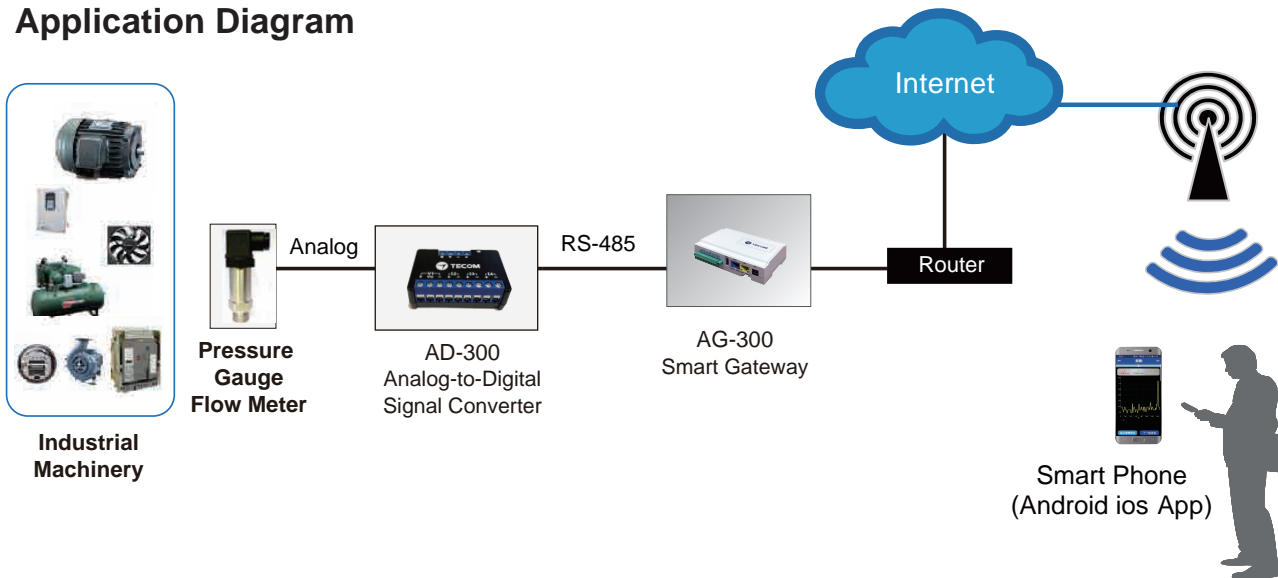 Application Diagram
Internet
Analog
RS-485
TECOM
Router
Pressure
Gauge
Flow Meter
AD-300
Analog-to-Digital
Signal Converter
AG-300
Smart Gateway
Industrial
Machinery
Smart Phone
(Android ios App)